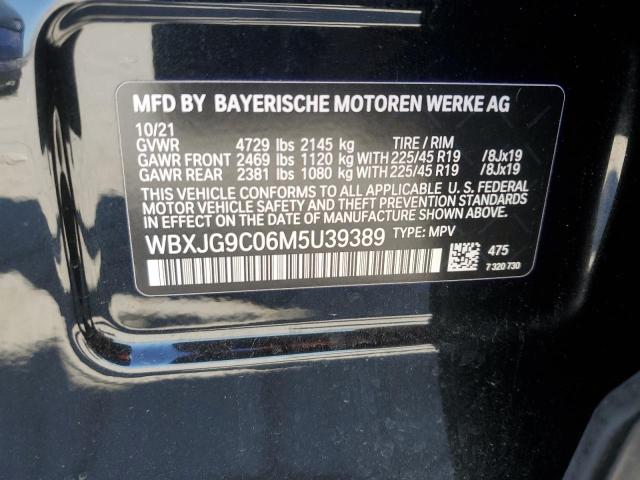 MFD BY BAYERISCHE MOTOREN WERKE AG
10/21
GVWR 4729 lbs 2145 kg TIRE / RIM
GAWR FRONT 2469 lbs 1120 kg WITH 225/45 R19 /8Jx19
GAWR REAR 2381 lbs 1080 kg WITH 225/45 R19 /8Jx19
THIS VEHICLE CONFORMS TO ALL APPLICABLE U. S. FEDERAL
MOTOR VEHICLE SAFETY AND THEFT PREVENTION STANDARDS
IN EFFECT ON THE DATE OF MANUFACTURE SHOWN ABOVE.
WBXJG9C06M5U39389 TYPE: MPV
475
7 320 730